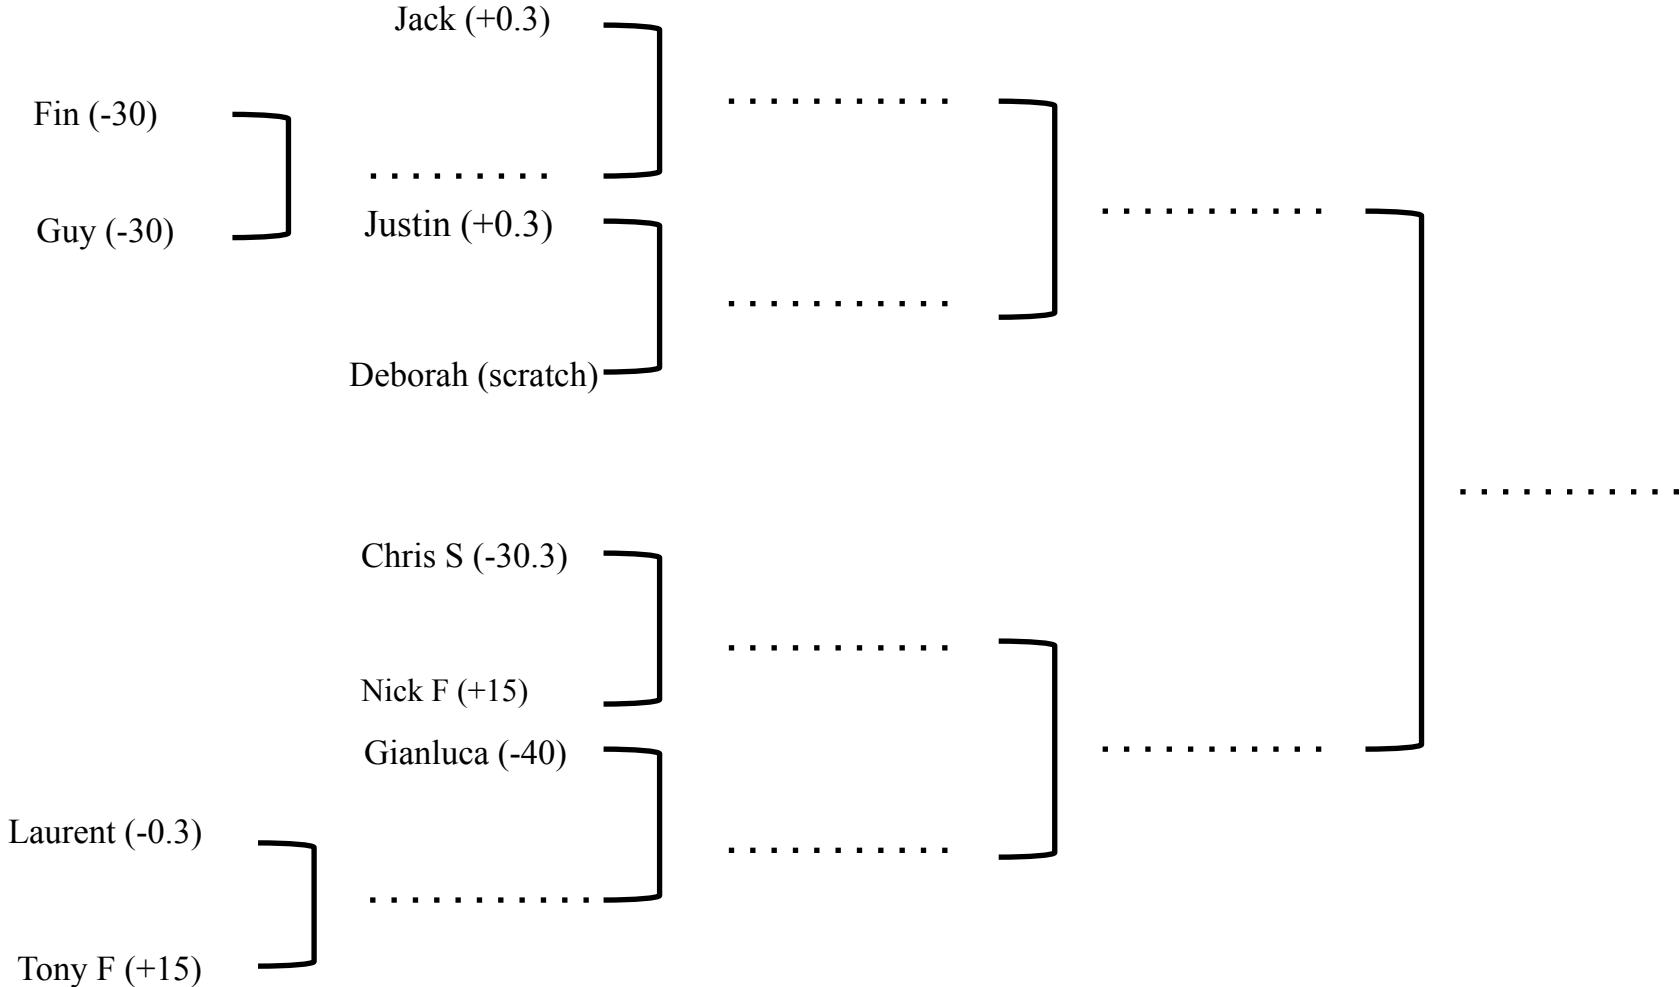 Jack (+0.3)
Fin (-30)
Guy (-30)
Justin (+0.3)
Deborah (scratch)
Chris S (-30.3)
Nick F (+15)
Gianluca (-40)
Laurent (-0.3)
Tony F (+15)